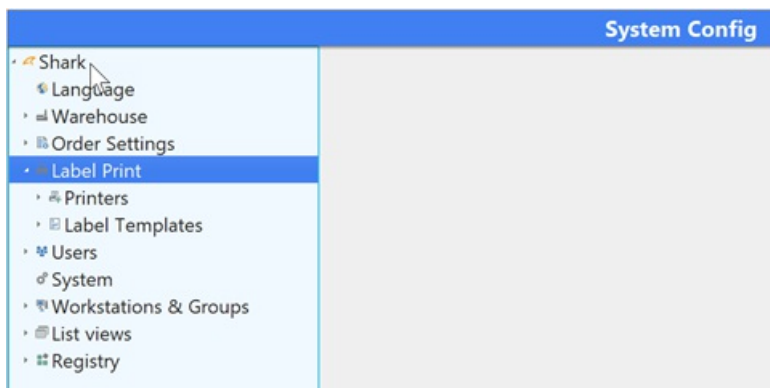 System Config
Shark
Language
Warehouse
Order Settings
Label Print
Printers
Label Templates
Users
System
Workstations & Groups
List views
Registry